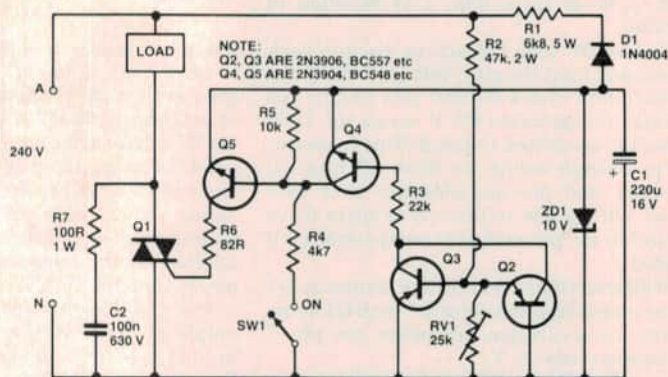 LOAD
NOTE:
Q2, Q3 ARE 2N3906, BC557 etc
Q4, Q5 ARE 2N3904, BC548 etc
R1
6k8, 5 W
R2
47k, 2 W
D1
1N4004
A
240 V
N
R5
10k
Q4
Q5
R3
22k
C1
220u
16 V
+
ZD1
10 V
R7
100R
1 W
Q1
R6
82R
R4
4k7
Q3
Q2
ON
SW1
RV1
25k
C2
100n
630 V